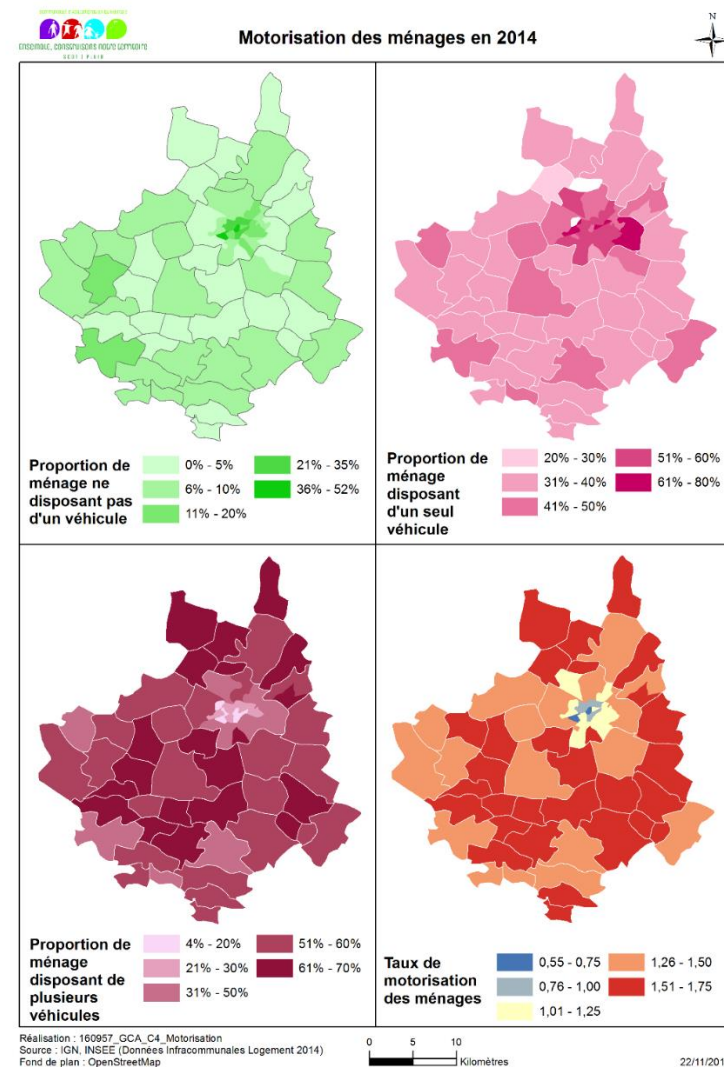 Motorisation des ménages en 2014
N
Ensemble, construisons notre territoire
Proportion de ménage ne disposant pas d'un véhicule
0% - 5%
6% - 10%
11% - 20%
21% - 35%
36% - 52%
Proportion de ménage disposant d'un seul véhicule
20% - 30%
31% - 40%
41% - 50%
51% - 60%
61% - 80%
Proportion de ménage disposant de plusieurs véhicules
4% - 20%
21% - 30%
31% - 50%
51% - 60%
61% - 70%
Taux de motorisation des ménages
0,55 - 0,75
0,76 - 1,00
1,01 - 1,25
1,26 - 1,50
1,51 - 1,75
Réalisation : 160957_GCA_C4_Motorisation
Source : IGN, INSEE (Données Infracommunales Logement 2014)
Fond de plan : OpenStreetMap
0 5 10
Kilomètres
22/11/201